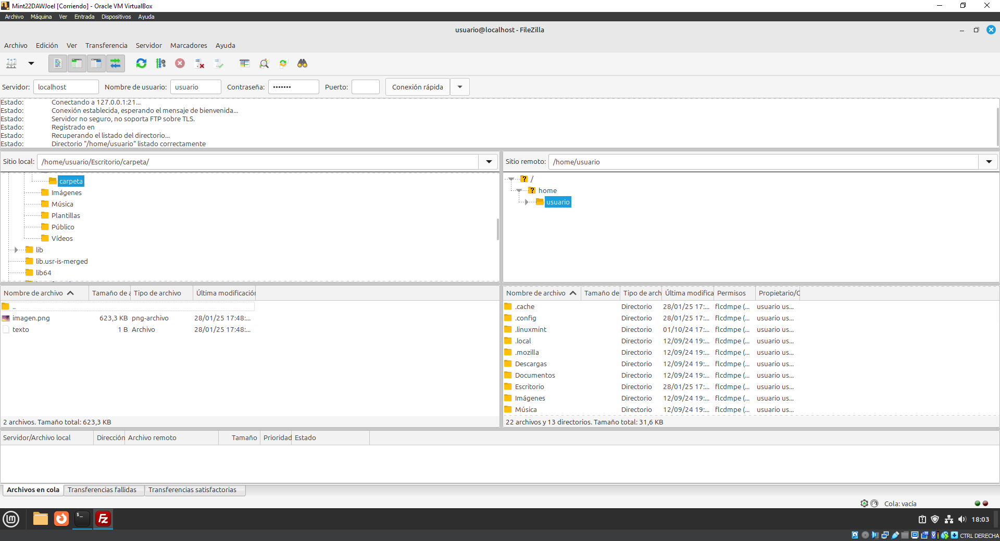 Mint22DAWJoel [Corriendo] - Oracle VM VirtualBox
Archivo Máquina Ver Entrada Dispositivos Ayuda
usuario@localhost - FileZilla
Archivo Edición Ver Transferencia Servidor Marcadores Ayuda
Servidor: localhost Nombre de usuario: usuario Contraseña: ••••••• Puerto: Conexión rápida
Estado: Conectando a 127.0.0.1:21...
Estado: Conexión establecida, esperando el mensaje de bienvenida...
Estado: Servidor no seguro, no soporta FTP sobre TLS.
Estado: Registrado en
Estado: Recuperando el listado del directorio...
Estado: Directorio "/home/usuario" listado correctamente
Sitio local: /home/usuario/Escritorio/carpeta/
carpeta
Imágenes
Música
Plantillas
Público
Vídeos
lib
lib.usr-is-merged
lib64
Sitio remoto: /home/usuario
/
home
usuario
Nombre de archivo Tamaño de a Tipo de archivo Última modificación
..
imagen.png 623,3 KB png-archivo 28/01/25 17:48:...
texto 1 B Archivo 28/01/25 17:48:...
2 archivos. Tamaño total: 623,3 KB
Nombre de archivo Tamaño de Tipo de arch Última modifica Permisos Propietario/G
.cache Directorio 28/01/25 17:... flcdmpe (... usuario us...
.config Directorio 28/01/25 17:... flcdmpe (... usuario us...
.linuxmint Directorio 01/10/24 17:... flcdmpe (... usuario us...
.local Directorio 12/09/24 19:... flcdmpe (... usuario us...
.mozilla Directorio 12/09/24 19:... flcdmpe (... usuario us...
Descargas Directorio 12/09/24 19:... flcdmpe (... usuario us...
Documentos Directorio 12/09/24 19:... flcdmpe (... usuario us...
Escritorio Directorio 28/01/25 17:... flcdmpe (... usuario us...
Imágenes Directorio 12/09/24 19:... flcdmpe (... usuario us...
Música Directorio 12/09/24 19:... flcdmpe (... usuario us...
22 archivos y 13 directorios. Tamaño total: 31,6 KB
Servidor/Archivo local Dirección Archivo remoto Tamaño Prioridad Estado
Archivos en cola Transferencias fallidas Transferencias satisfactorias
Cola: vacía
18:03
CTRL DERECHA